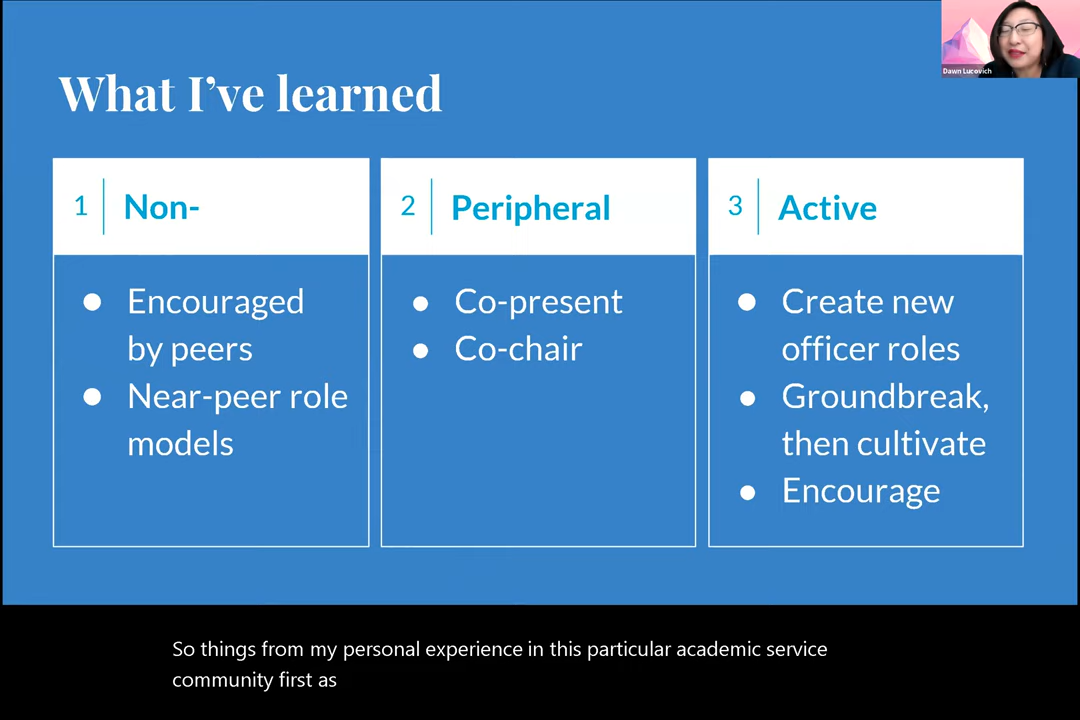 Dawn Lucovich
What I've learned
1 Non-
Encouraged
by peers
Near-peer role
models
2 Peripheral
Co-present
Co-chair
3 Active
Create new
officer roles
Groundbreak,
then cultivate
Encourage
So things from my personal experience in this particular academic service
community first as